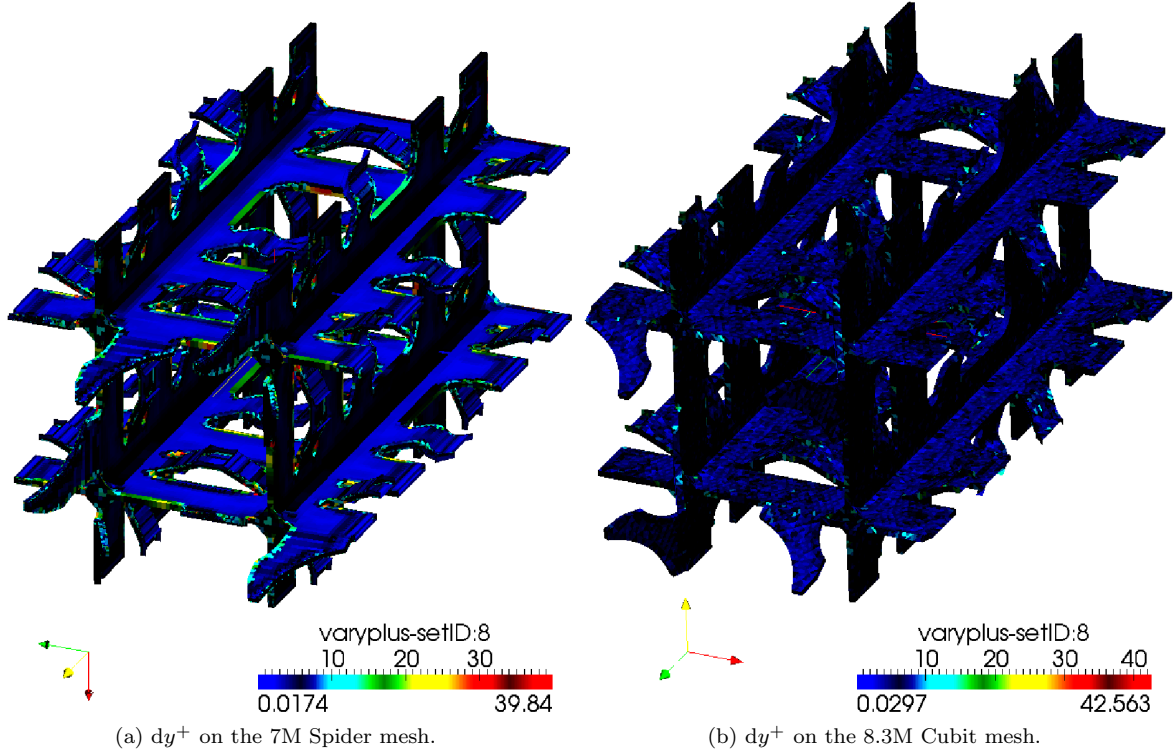 varyplus-setID:8
10 20 30
0.0174 39.84
(a) dy⁺ on the 7M Spider mesh.
varyplus-setID:8
10 20 30 40
0.0297 42.563
(b) dy⁺ on the 8.3M Cubit mesh.